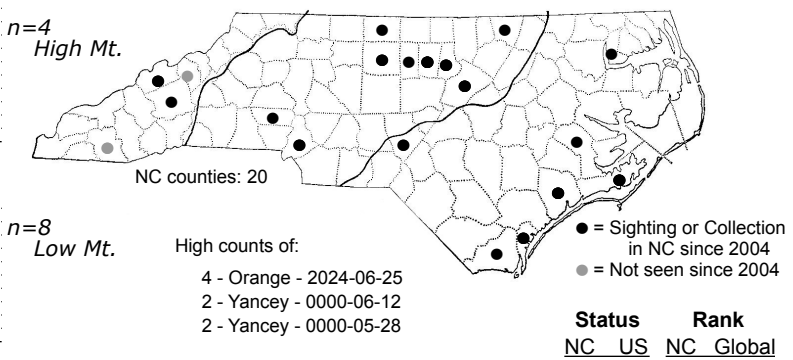 n=4
High Mt.
NC counties: 20
n=8
Low Mt.
High counts of:
4 - Orange - 2024-06-25
2 - Yancey - 0000-06-12
2 - Yancey - 0000-05-28
● = Sighting or Collection
in NC since 2004
● = Not seen since 2004
Status Rank
NC US NC Global